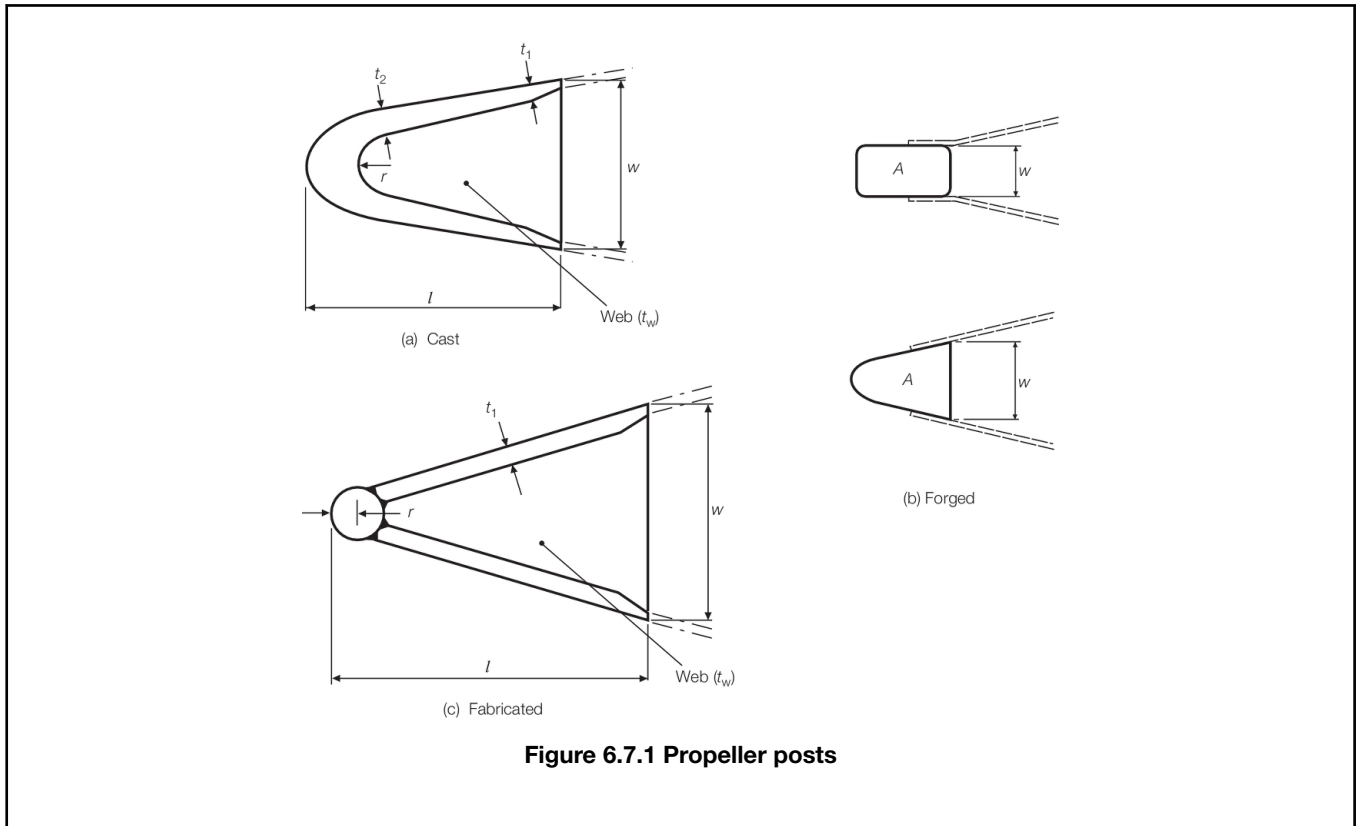 t1
t2
r
w
l
Web (tw)
(a) Cast
A
w
A
w
(b) Forged
t1
r
w
l
Web (tw)
(c) Fabricated
Figure 6.7.1 Propeller posts